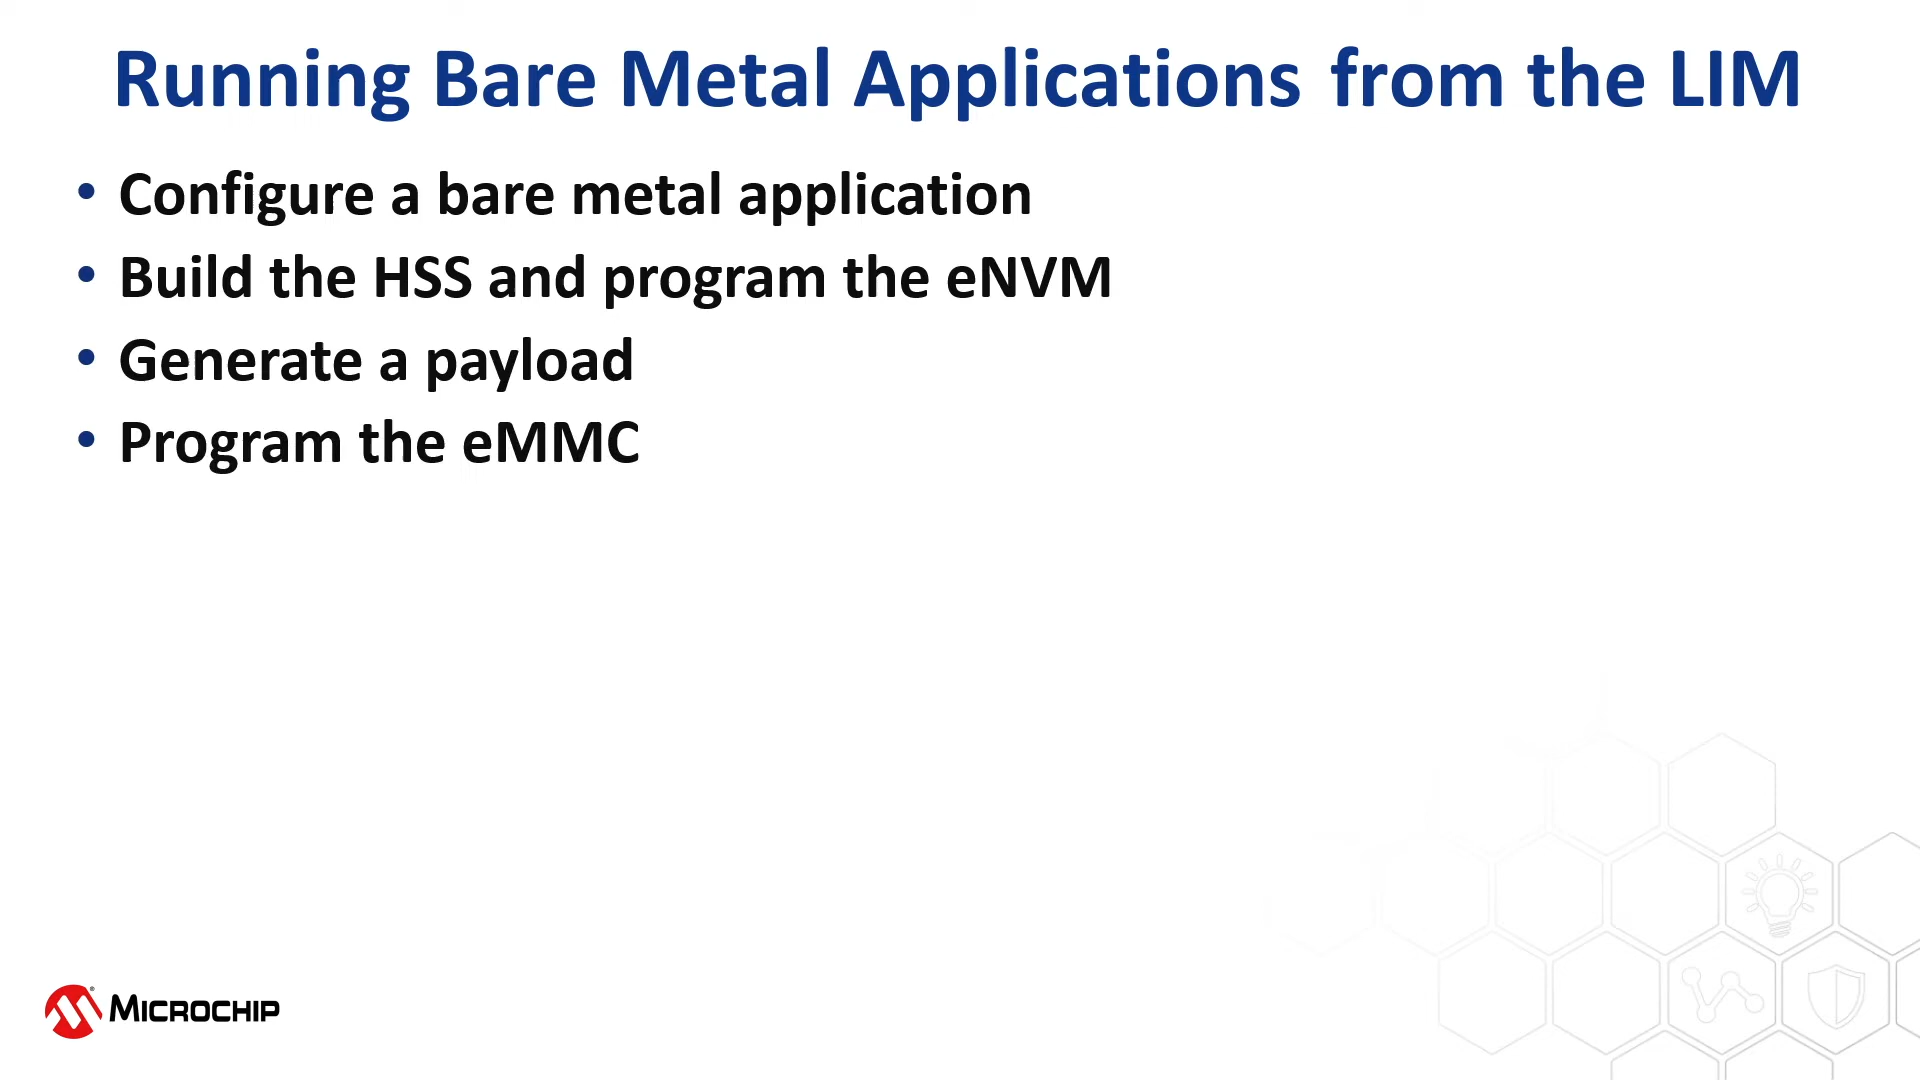 Running Bare Metal Applications from the LIM
• Configure a bare metal application
• Build the HSS and program the eNVM
• Generate a payload
• Program the eMMC
MICROCHIP